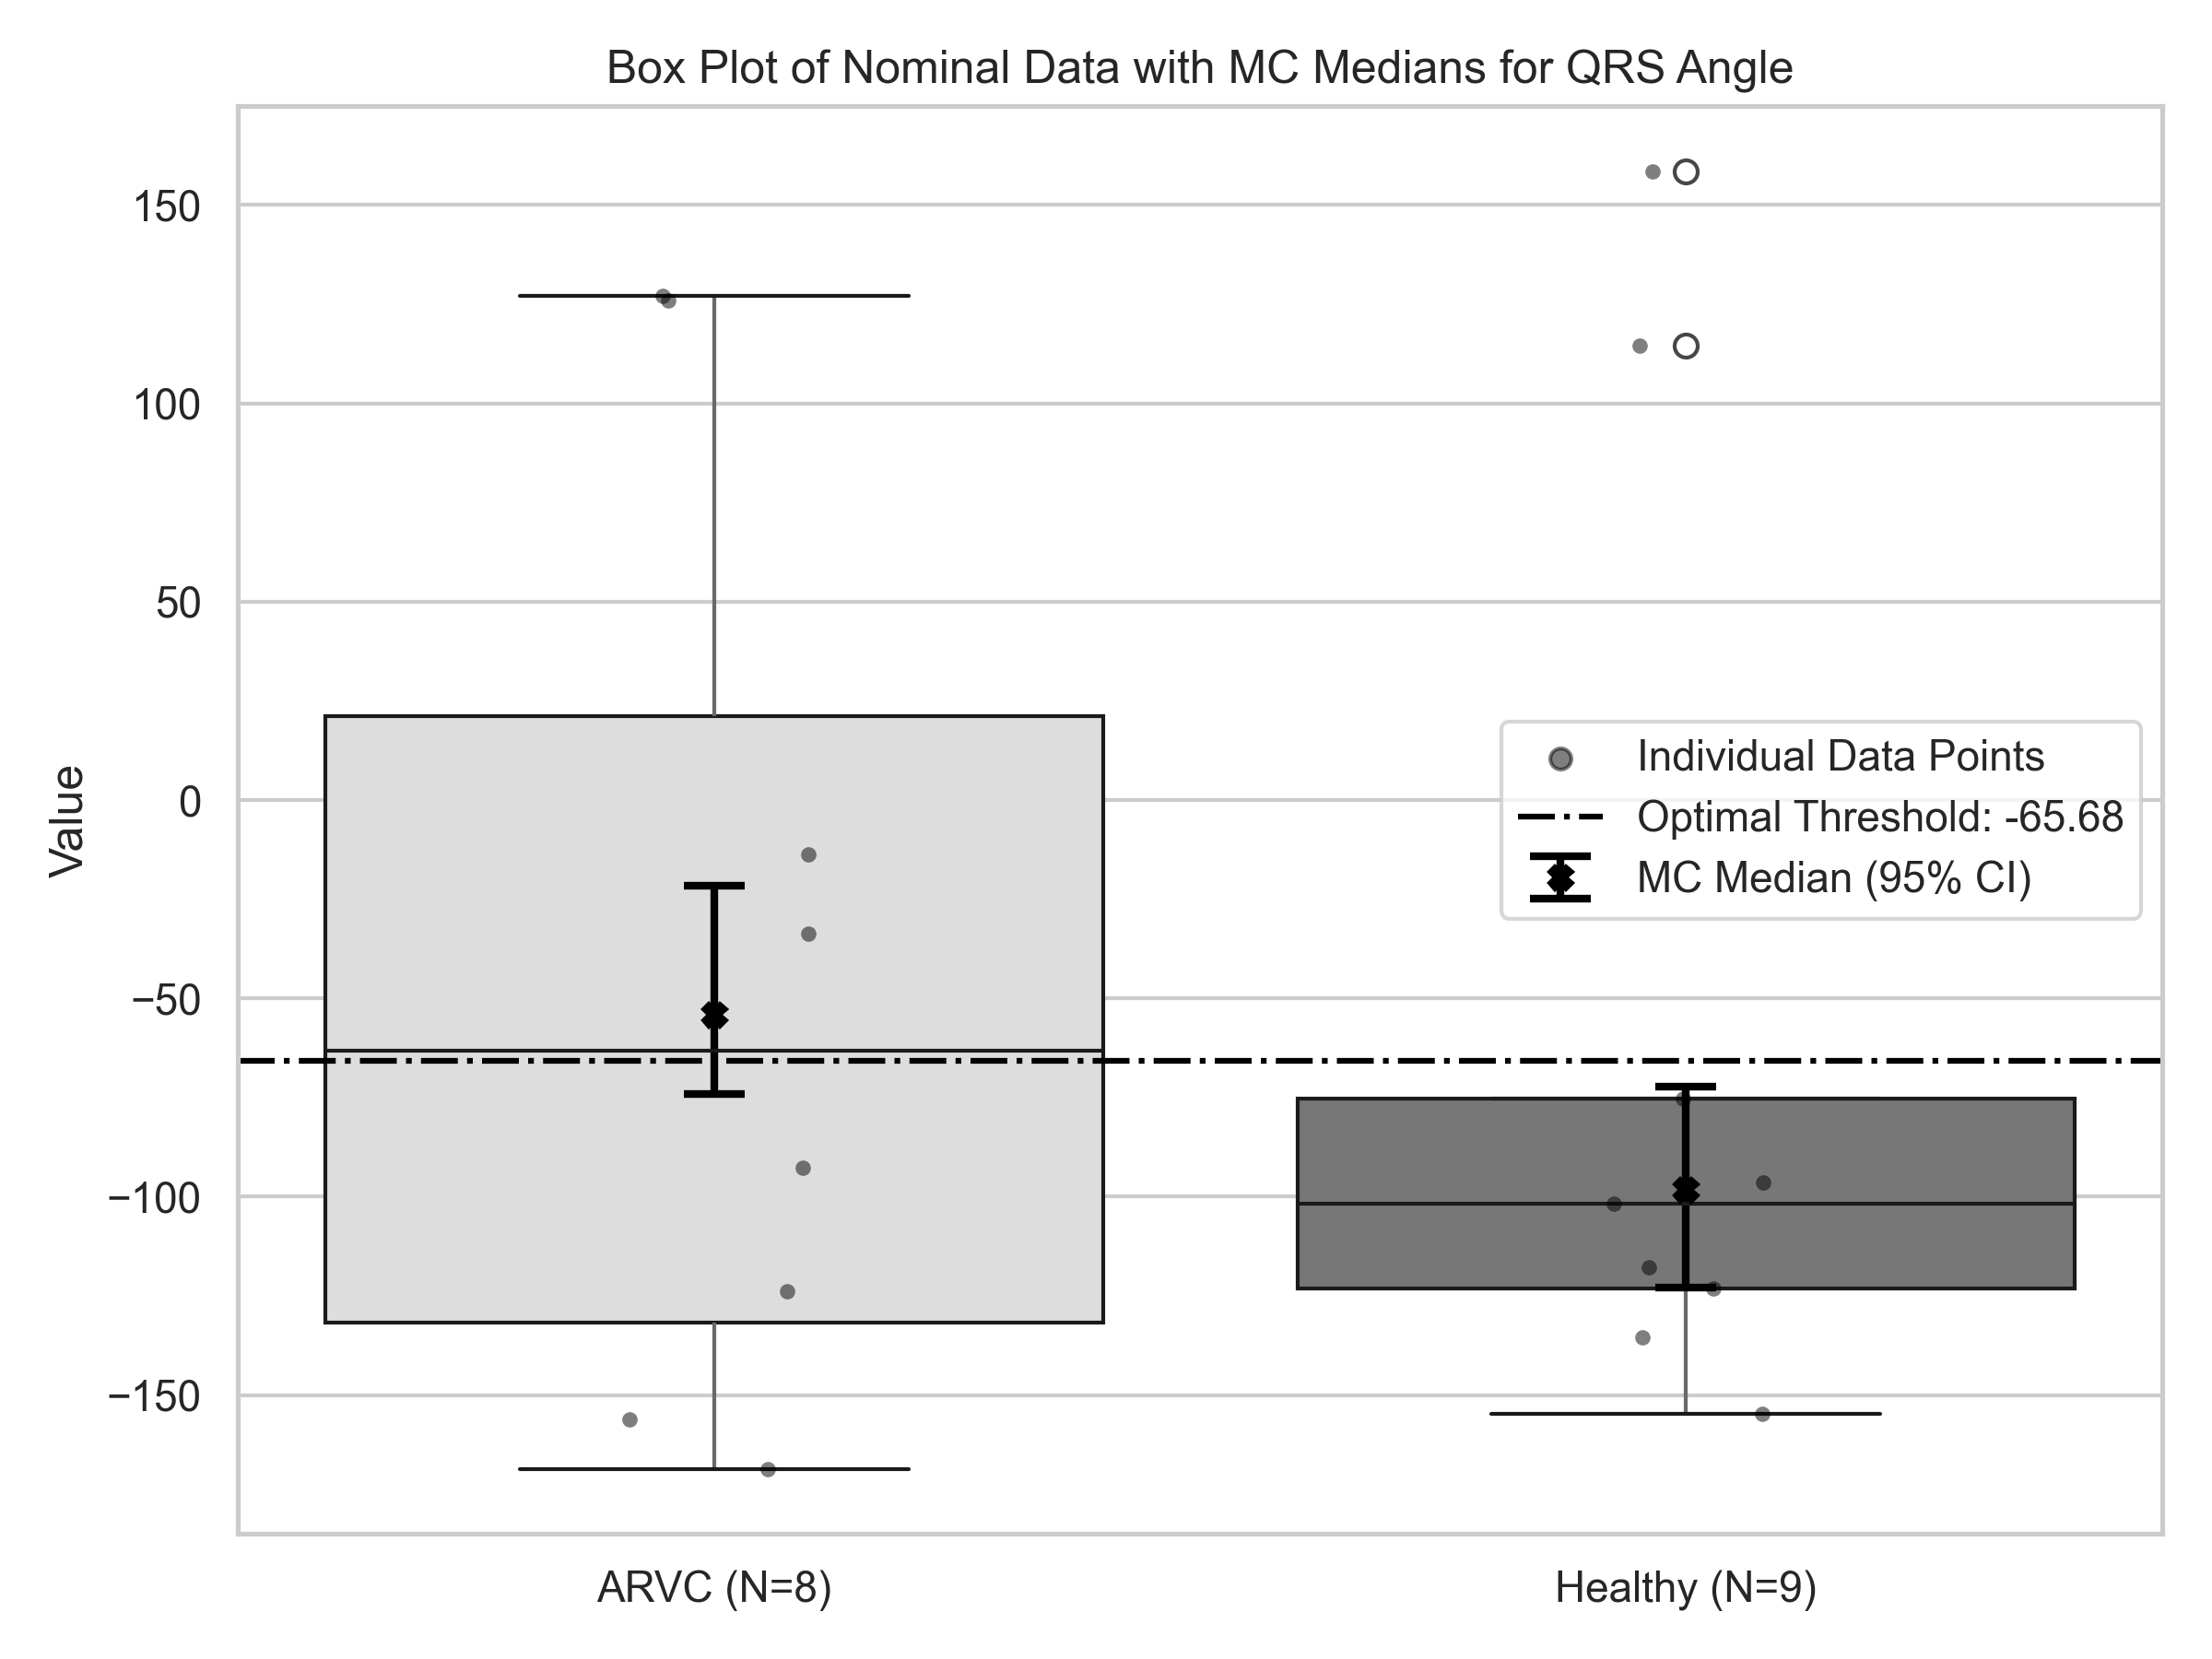 Box Plot of Nominal Data with MC Medians for QRS Angle
150
100
50
0
−50
−100
−150
Value
Individual Data Points
Optimal Threshold: -65.68
MC Median (95% CI)
ARVC (N=8)
Healthy (N=9)